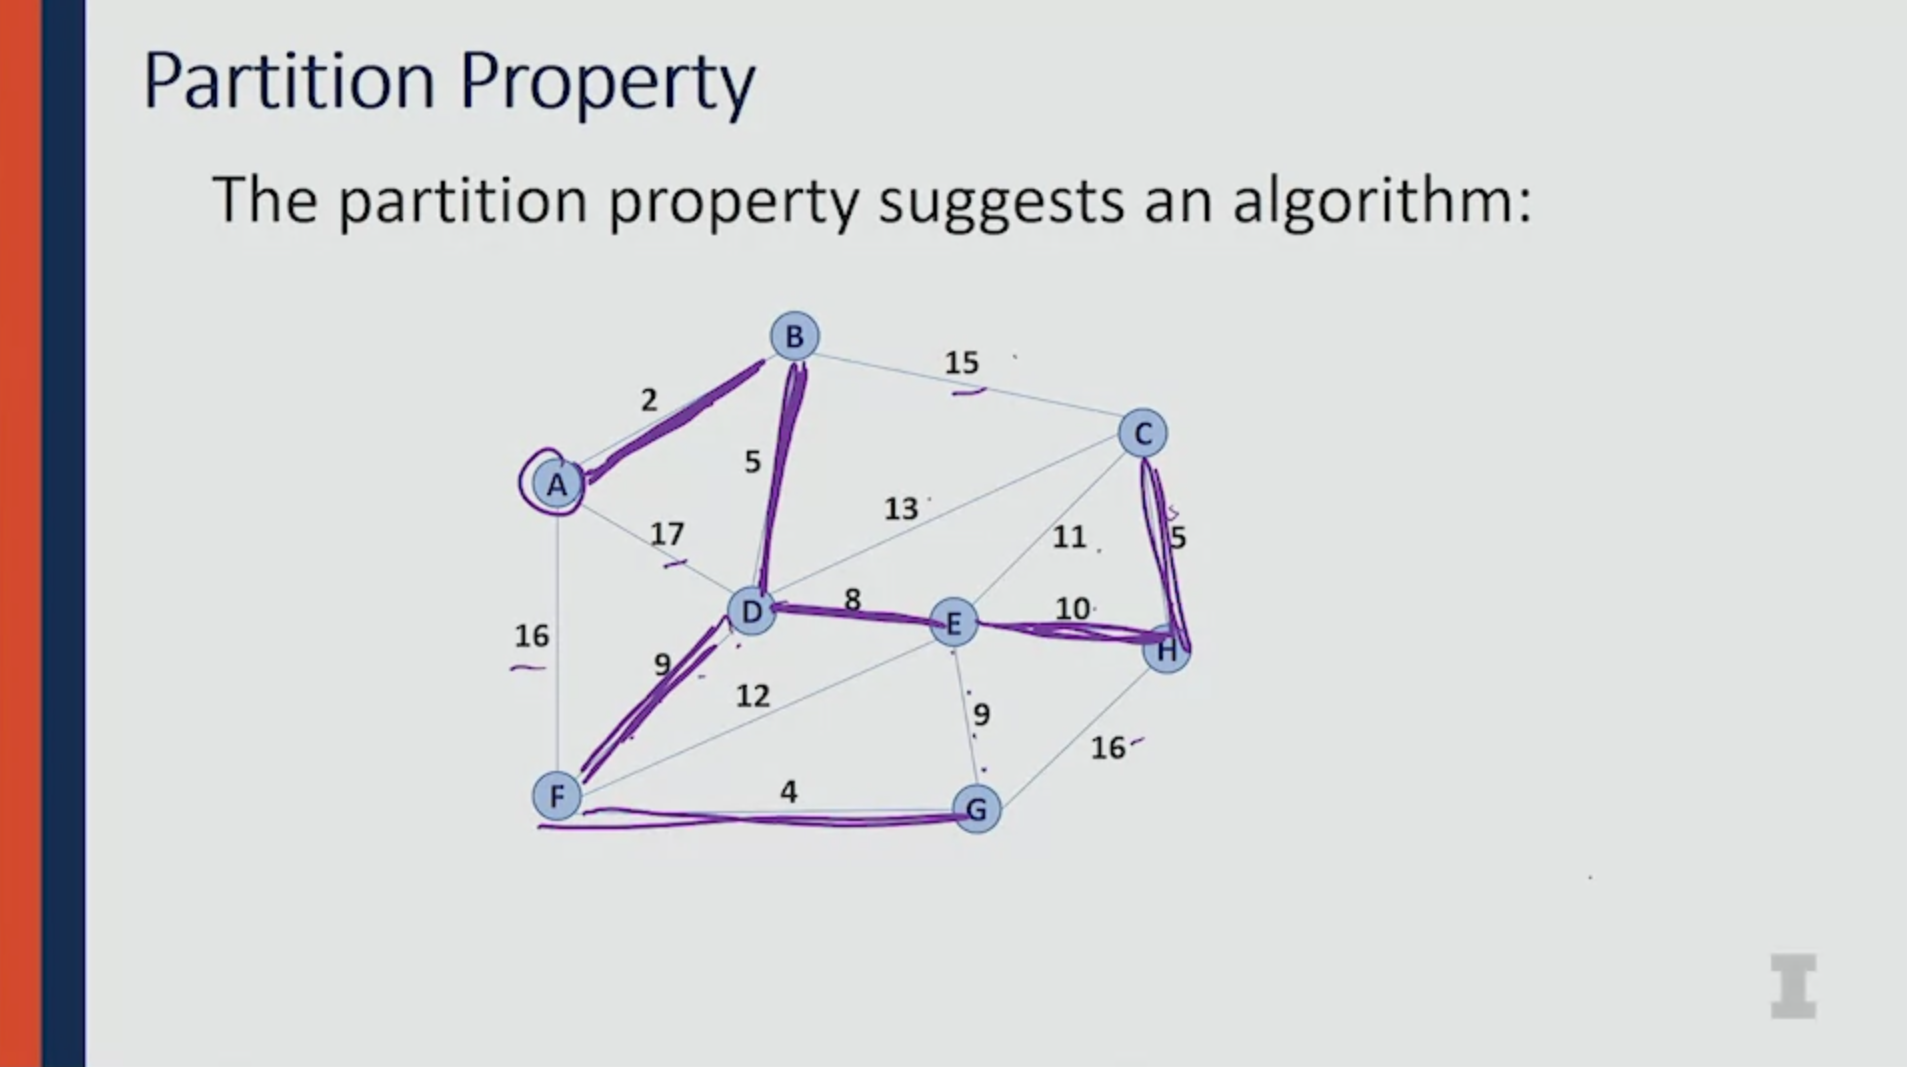 Partition Property
The partition property suggests an algorithm:
B
15
2
C
A
5
13
17
11
5
8
10
D
E
16
H
9
12
9
16
4
F
G
I